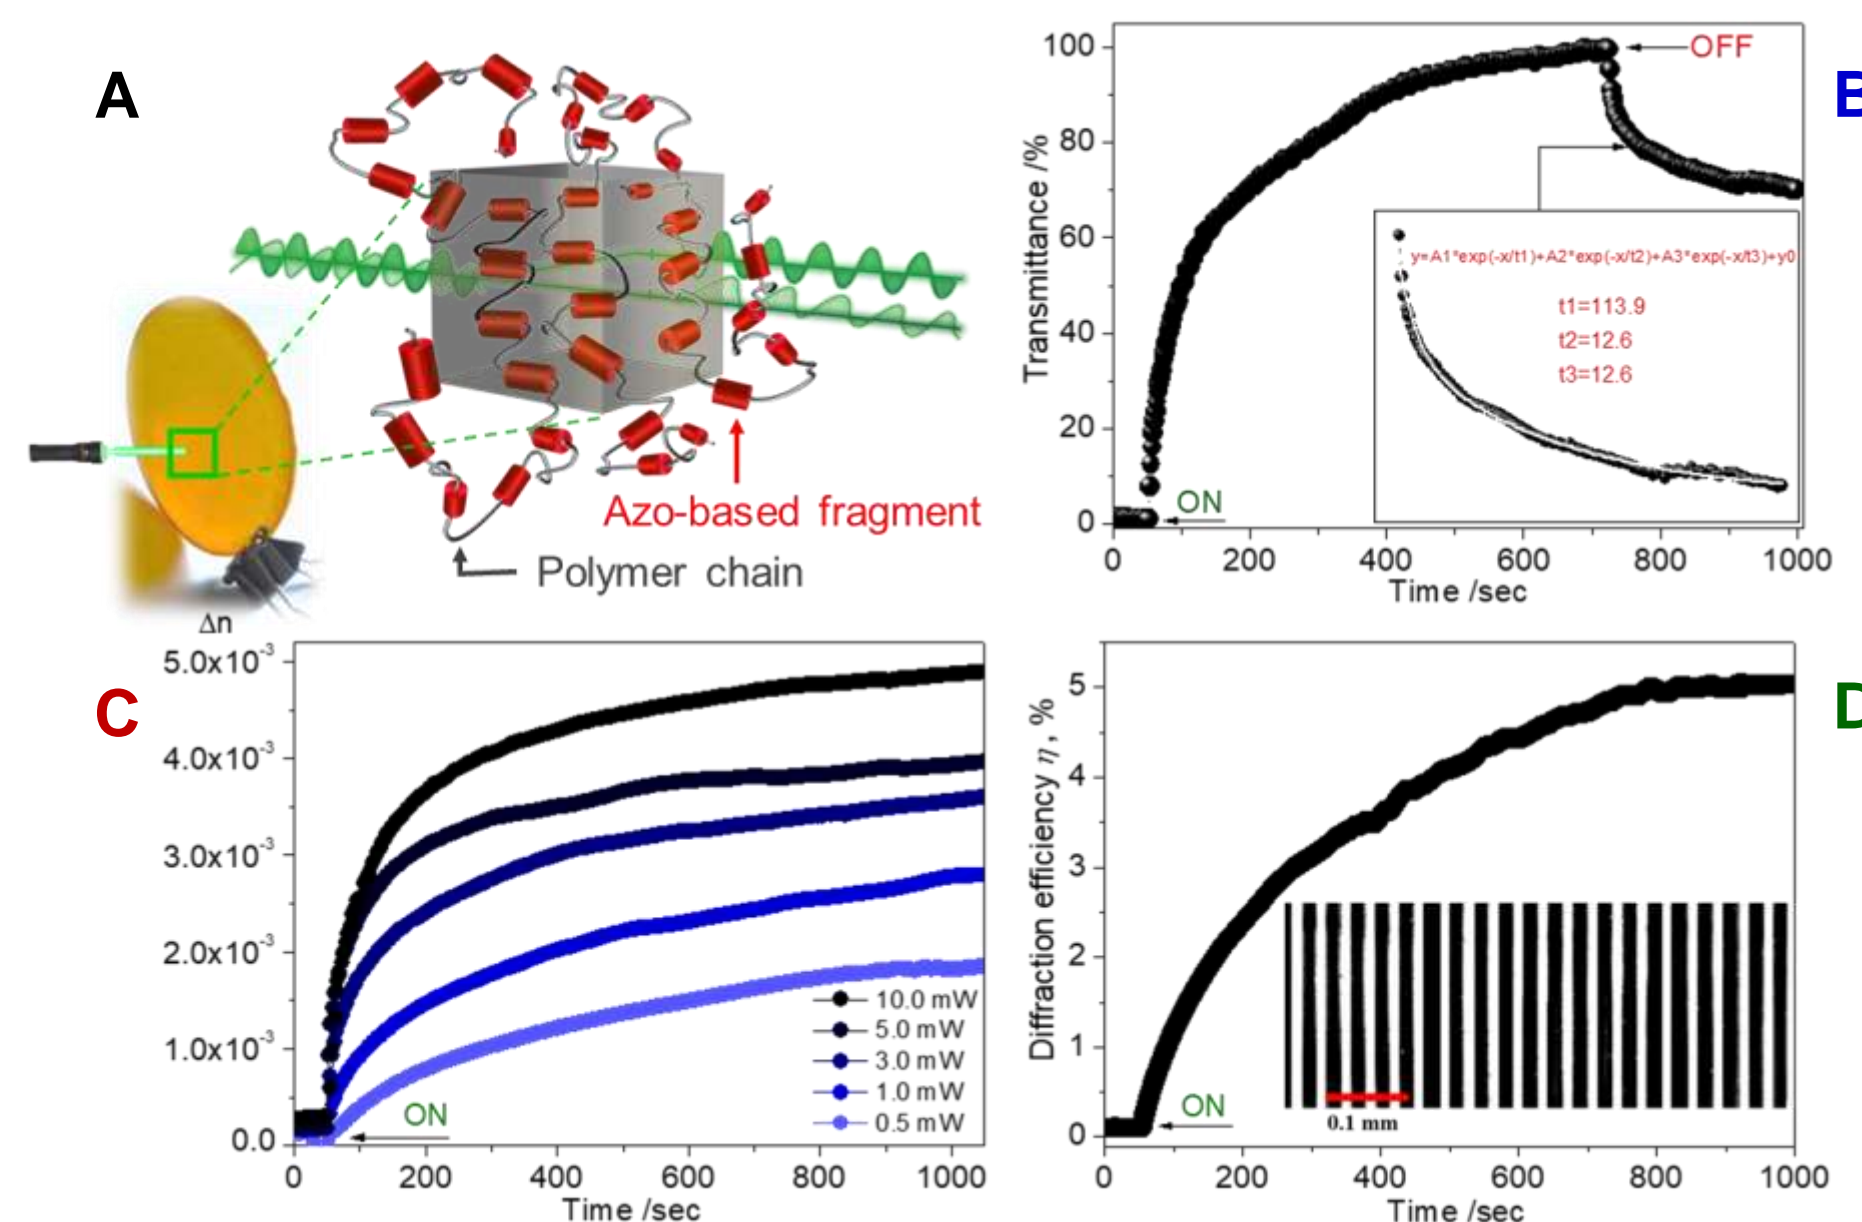 A
Azo-based fragment
Polymer chain
B
Transmittance /%
100
80
60
40
20
0
OFF
ON
y=A1*exp(-x/t1)+A2*exp(-x/t2)+A3*exp(-x/t3)+y0
t1=113.9
t2=12.6
t3=12.6
0 200 400 600 800 1000
Time /sec
C
Δn
5.0x10⁻³
4.0x10⁻³
3.0x10⁻³
2.0x10⁻³
1.0x10⁻³
0.0
ON
10.0 mW
5.0 mW
3.0 mW
1.0 mW
0.5 mW
0 200 400 600 800 1000
Time /sec
D
Diffraction efficiency η, %
5
4
3
2
1
0
ON
0.1 mm
0 200 400 600 800 1000
Time /sec